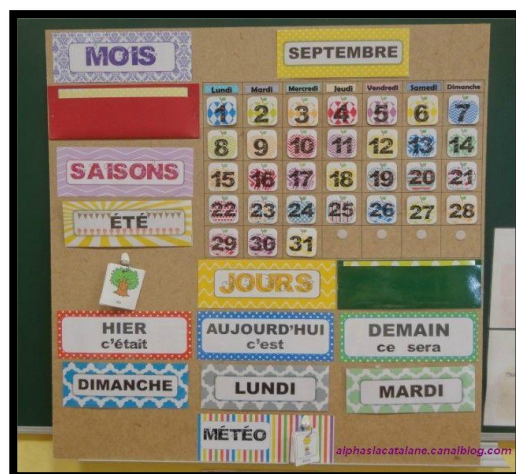 MOIS
SEPTEMBRE
Lundi Mardi Mercredi Jeudi Vendredi Samedi Dimanche
1 2 3 4 5 6 7
8 9 10 11 12 13 14
SAISONS
15 16 17 18 19 20 21
ÉTÉ
22 23 24 25 26 27 28
29 30 31
JOURS
HIER
c'était
AUJOURD'HUI
c'est
DEMAIN
ce sera
DIMANCHE
LUNDI
MARDI
MÉTÉO
alphaslacatalane.canalblog.com